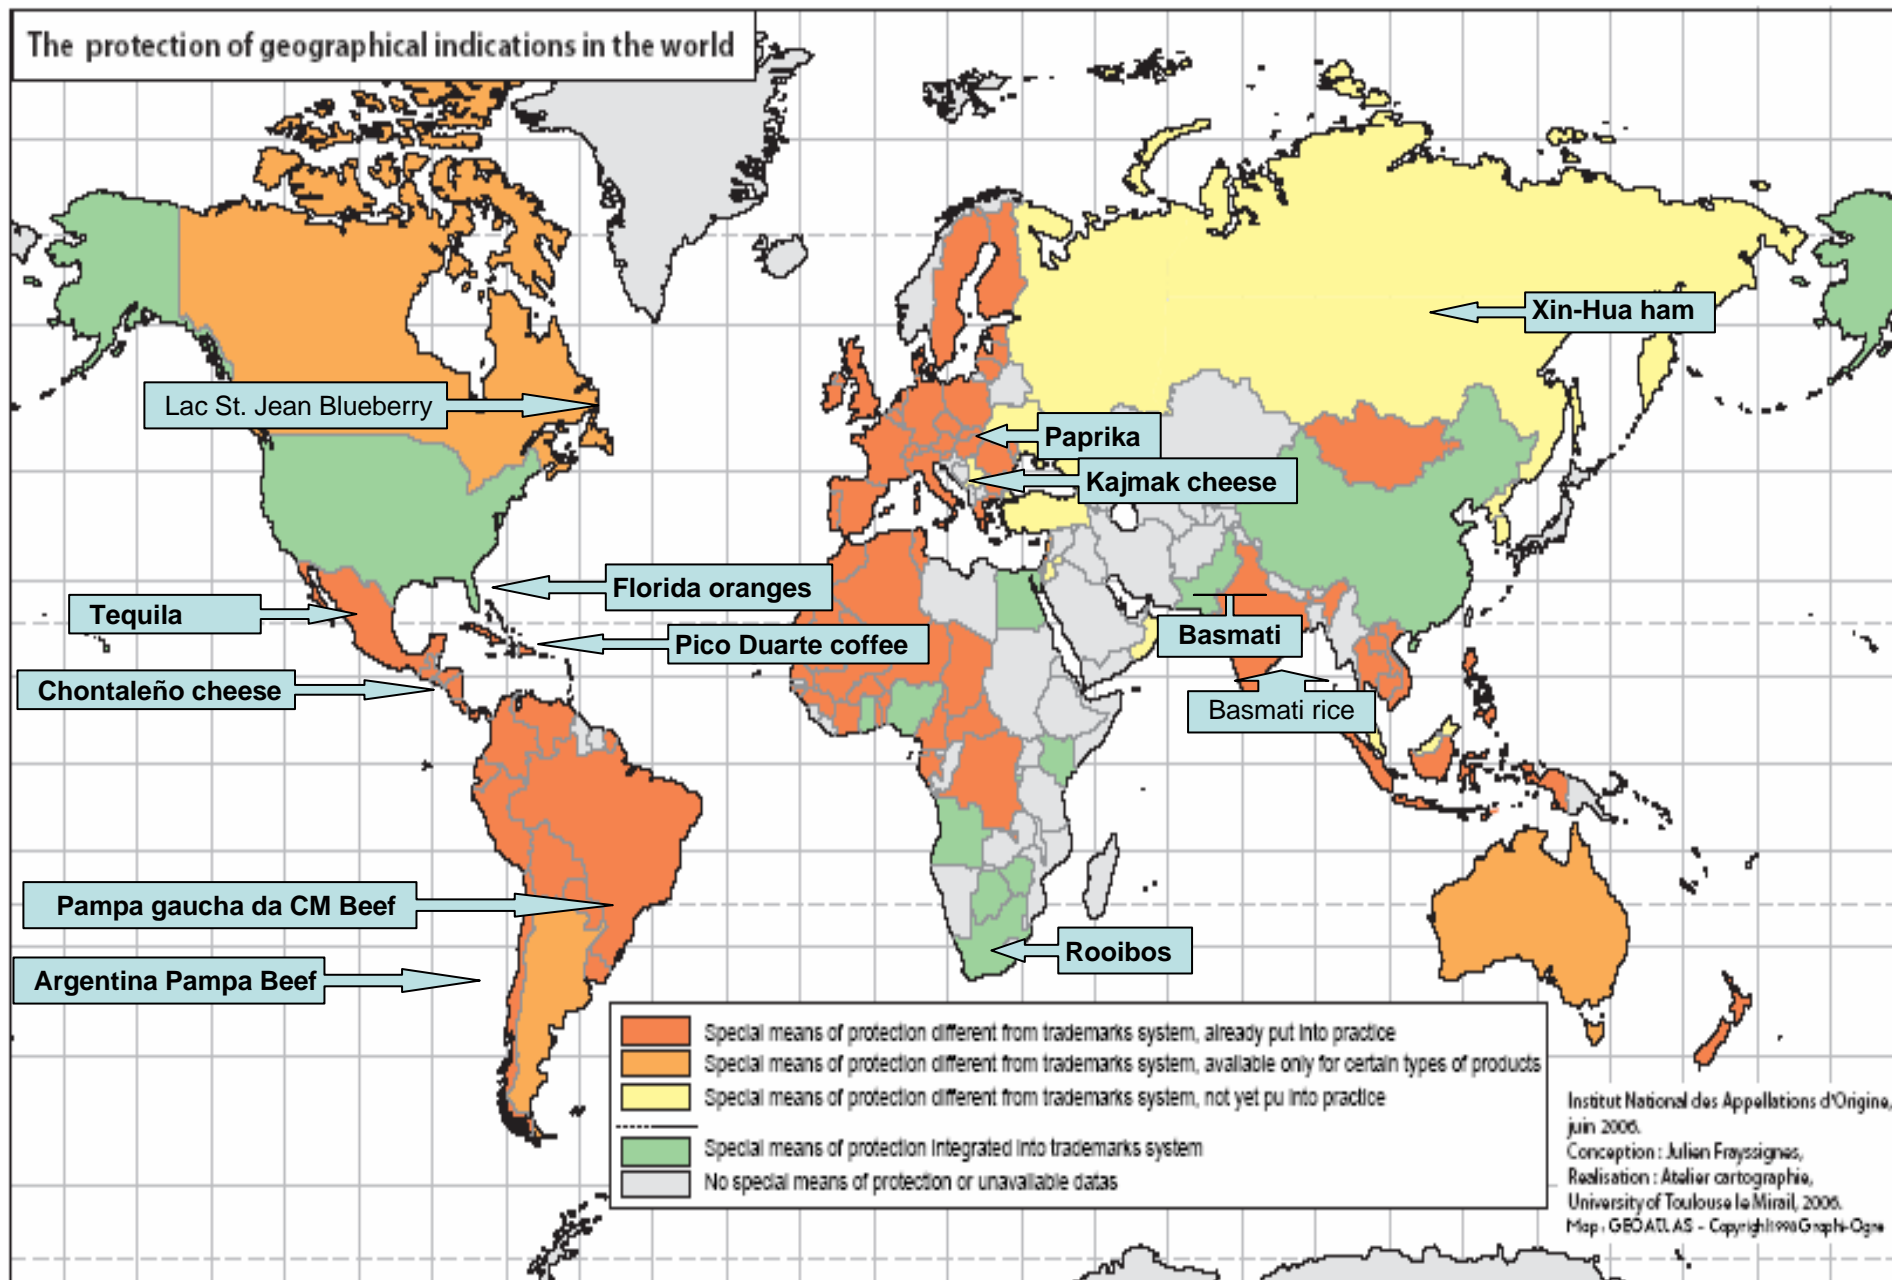 The protection of geographical indications in the world
Xin-Hua ham
Lac St. Jean Blueberry
Paprika
Kajmak cheese
Florida oranges
Tequila
Pico Duarte coffee
Basmati
Chontaleño cheese
Basmati rice
Pampa gaucha da CM Beef
Rooibos
Argentina Pampa Beef
Special means of protection different from trademarks system, already put into practice
Special means of protection different from trademarks system, available only for certain types of products
Special means of protection different from trademarks system, not yet pu into practice
Special means of protection integrated into trademarks system
No special means of protection or unavailable datas
Institut National des Appellations d'Origine,
juin 2006.
Conception : Julien Frayssignes,
Realisation : Atelier cartographie,
University of Toulouse le Mirail, 2006.
Map : GEOATLAS - Copyright1998 Graphi-Ogre